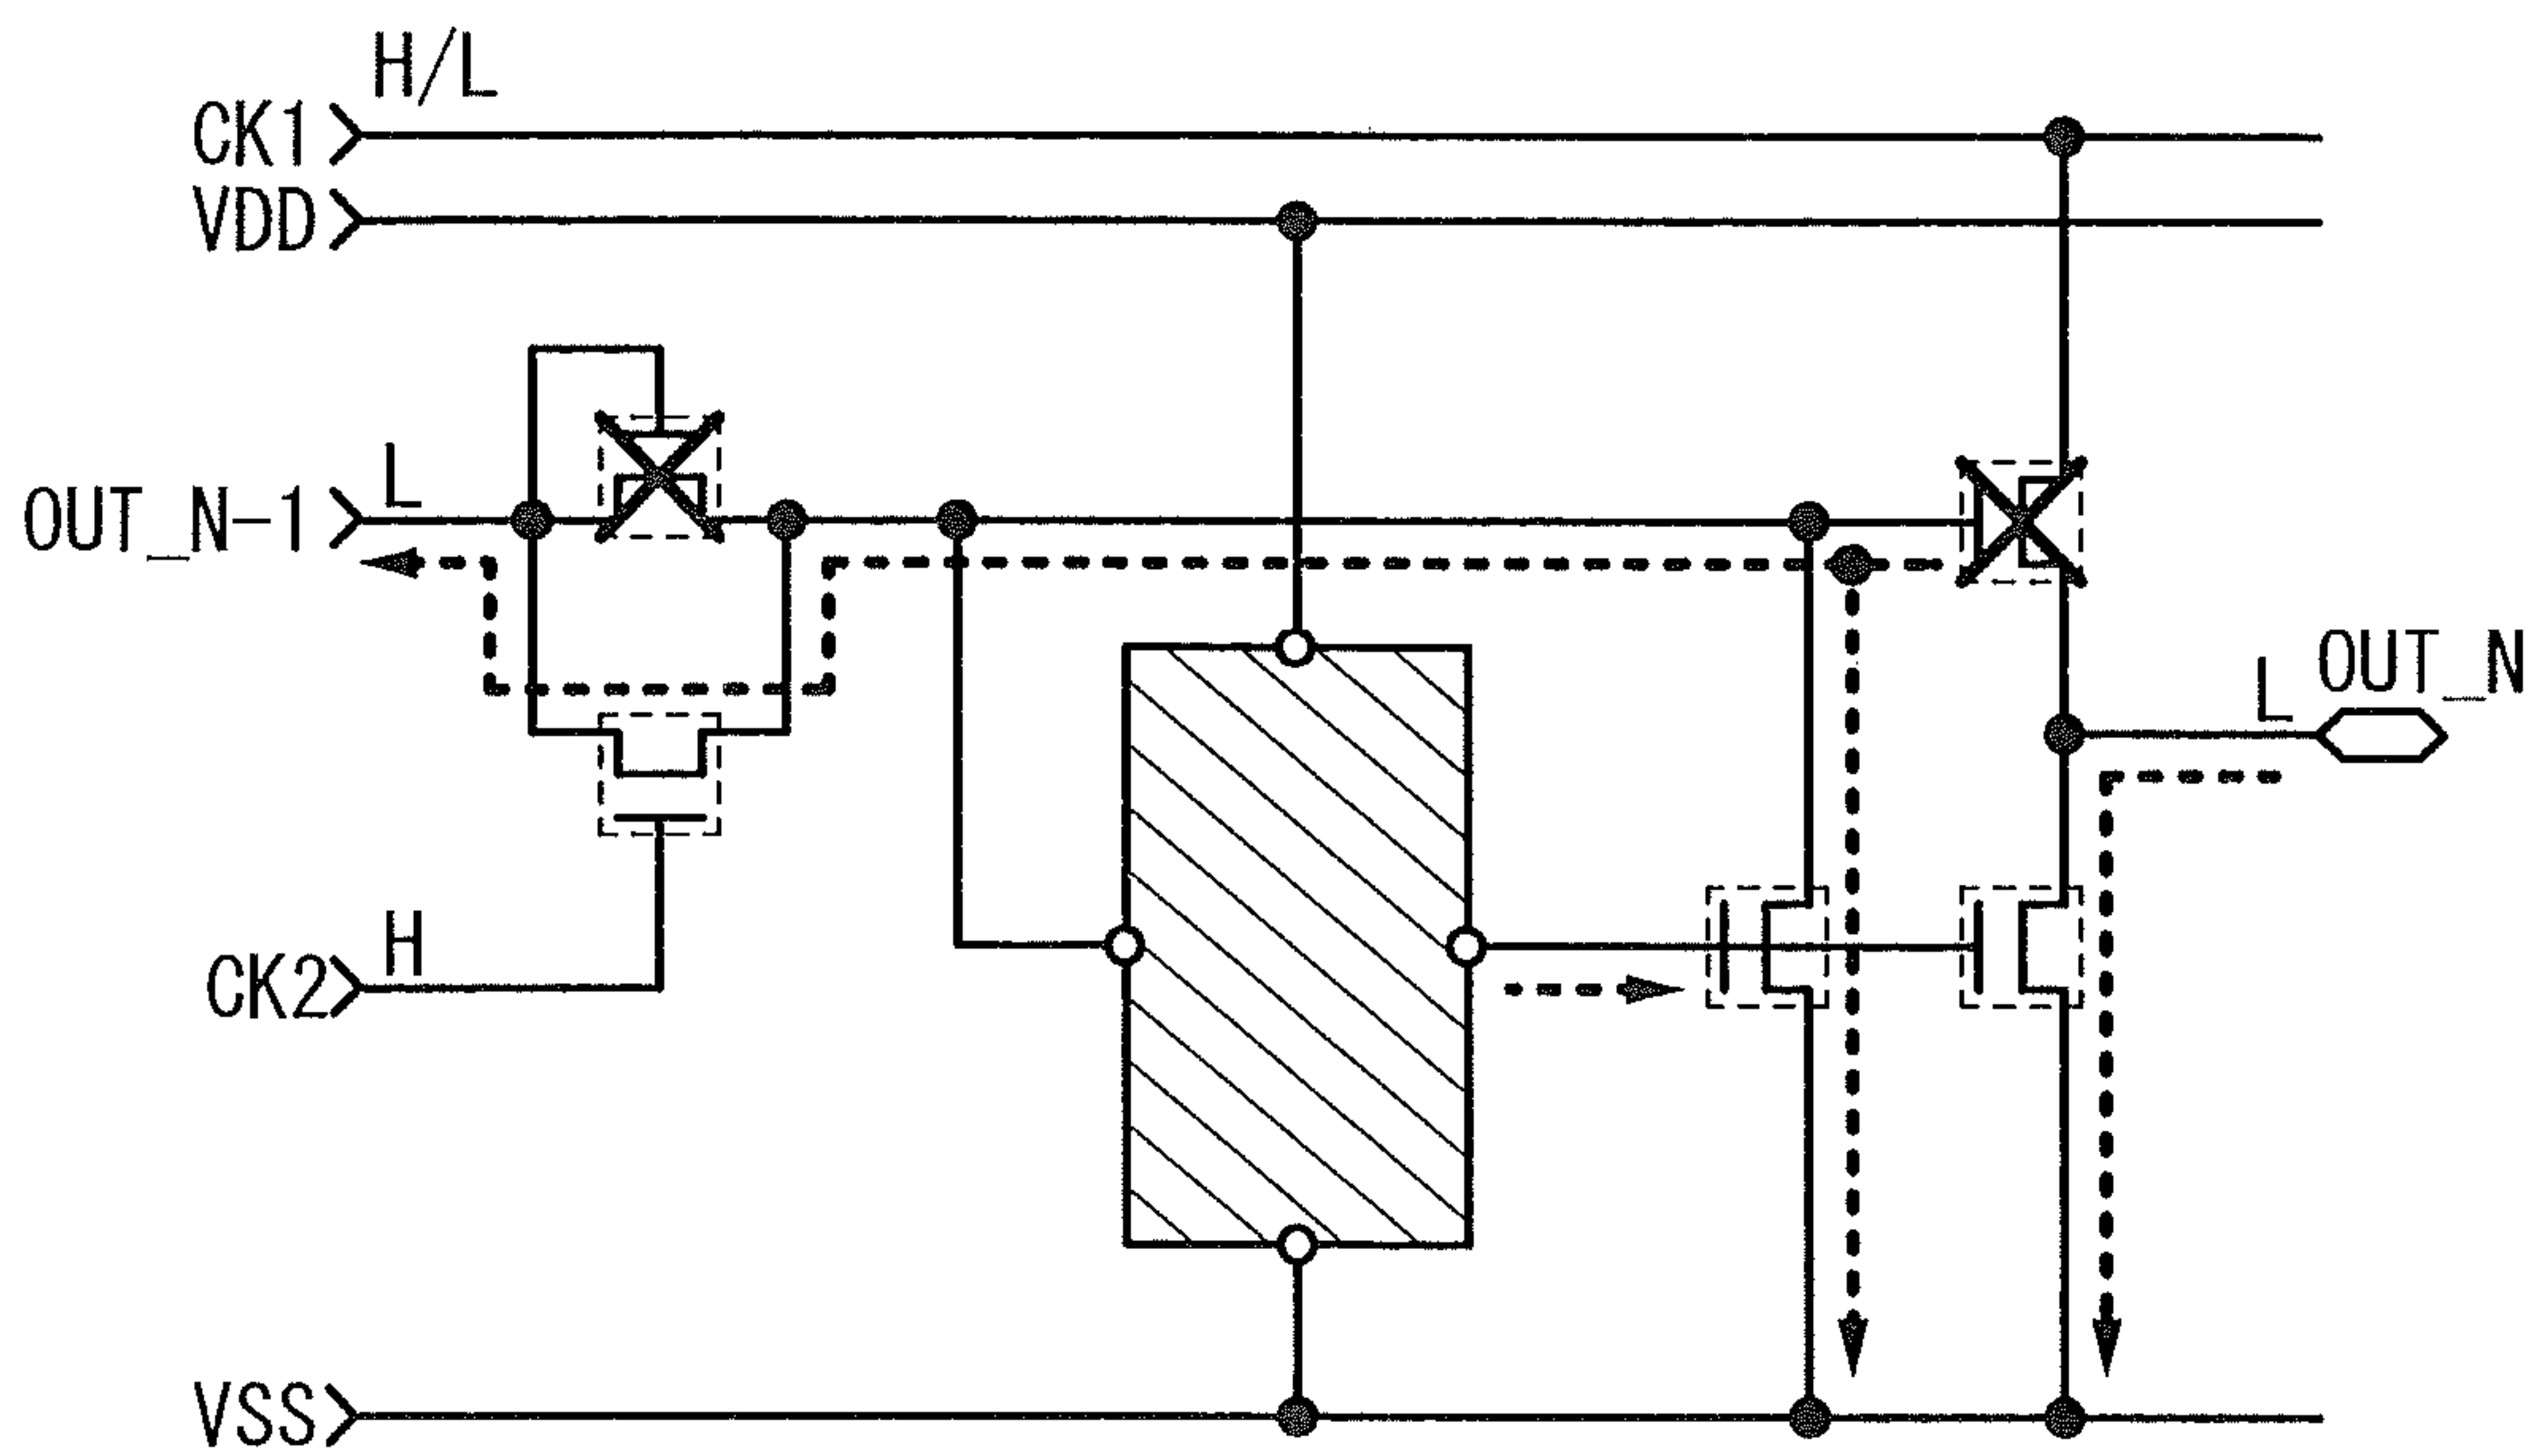 H/L
CK1
VDD
L
OUT_N-1
L
OUT_N
H
CK2
VSS